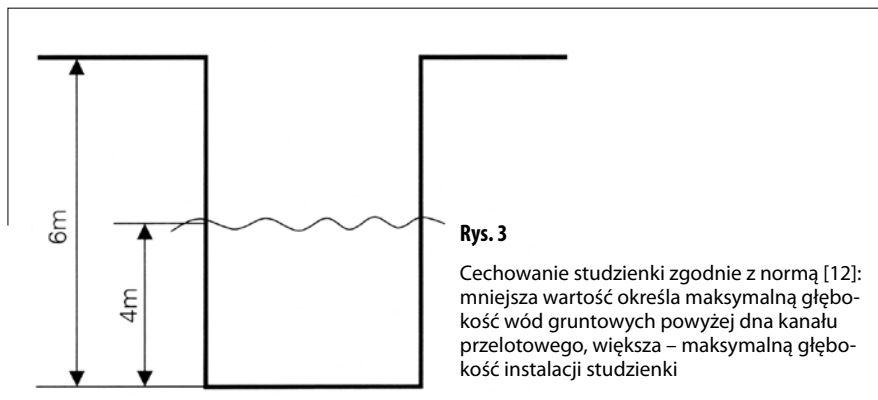 6m
4m
Rys. 3
Cechowanie studzienki zgodnie z normą [12]:
mniejsza wartość określa maksymalną głębo-
kość wód gruntowych powyżej dna kanału
przelotowego, większa – maksymalną głębo-
kość instalacji studzienki